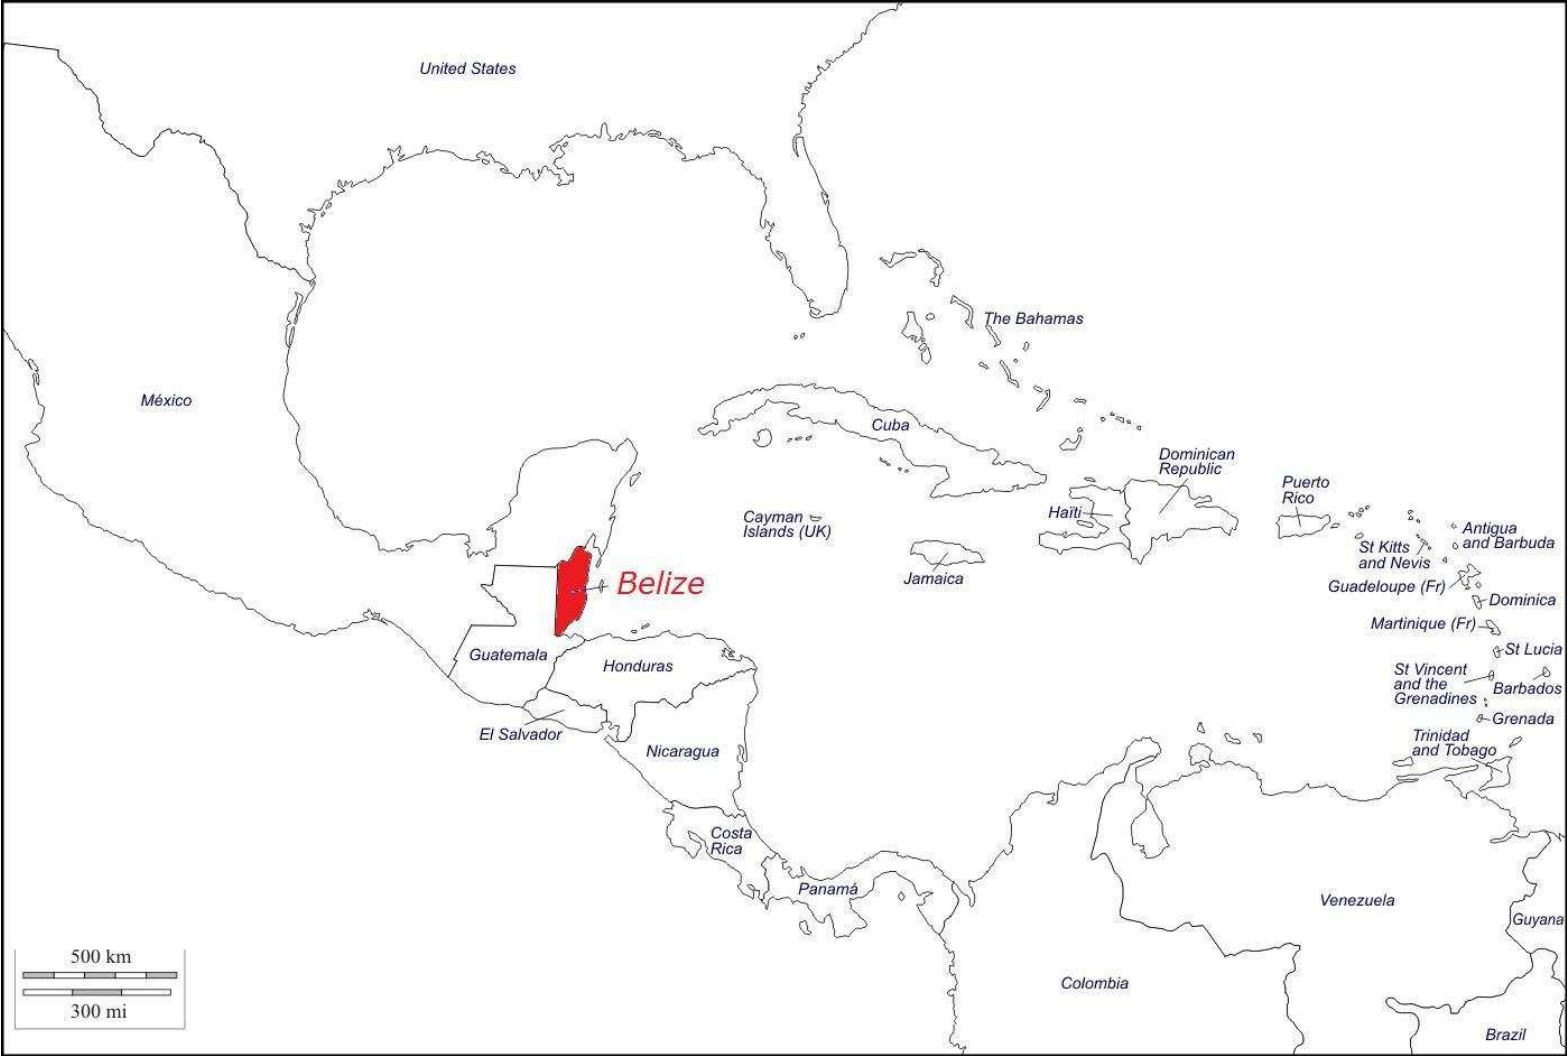 United States
The Bahamas
México
Cuba
Dominican
Republic
Puerto
Rico
Haïti
Cayman
Islands (UK)
Antigua
and Barbuda
St Kitts
and Nevis
Jamaica
Belize
Guadeloupe (Fr)
Dominica
Martinique (Fr)
Guatemala
Honduras
St Lucia
St Vincent
and the
Grenadines
Barbados
El Salvador
Grenada
Nicaragua
Trinidad
and Tobago
Costa
Rica
Panamá
Venezuela
Guyana
500 km
300 mi
Colombia
Brazil